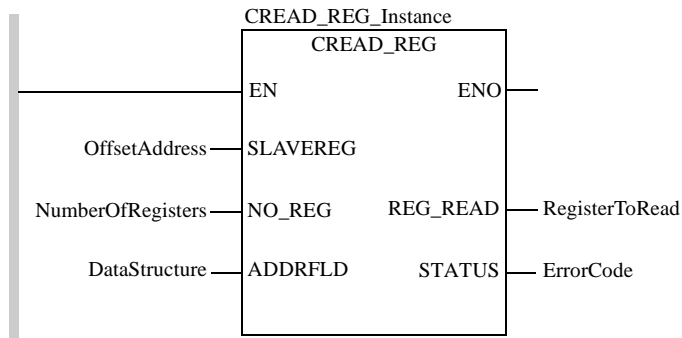 CREAD_REG_Instance
CREAD_REG
EN ENO
OffsetAddress SLAVEREG
NumberOfRegisters NO_REG REG_READ RegisterToRead
DataStructure ADDRFLD STATUS ErrorCode